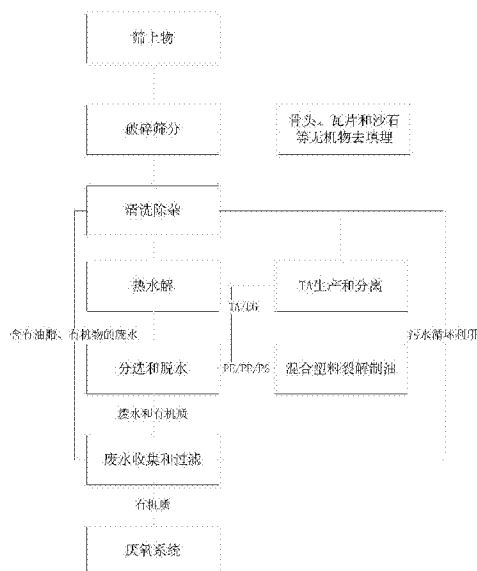 筛上物
破碎筛分
骨头、瓦片和沙石
等无机物去填埋
清洗除杂
热水解
TA生产和分离
TA/EG
含有油脂、有机物的废水
污水循环利用
分选和脱水
PE/PP/PS
混合塑料裂解制油
废水和有机质
废水收集和过滤
有机质
厌氧系统